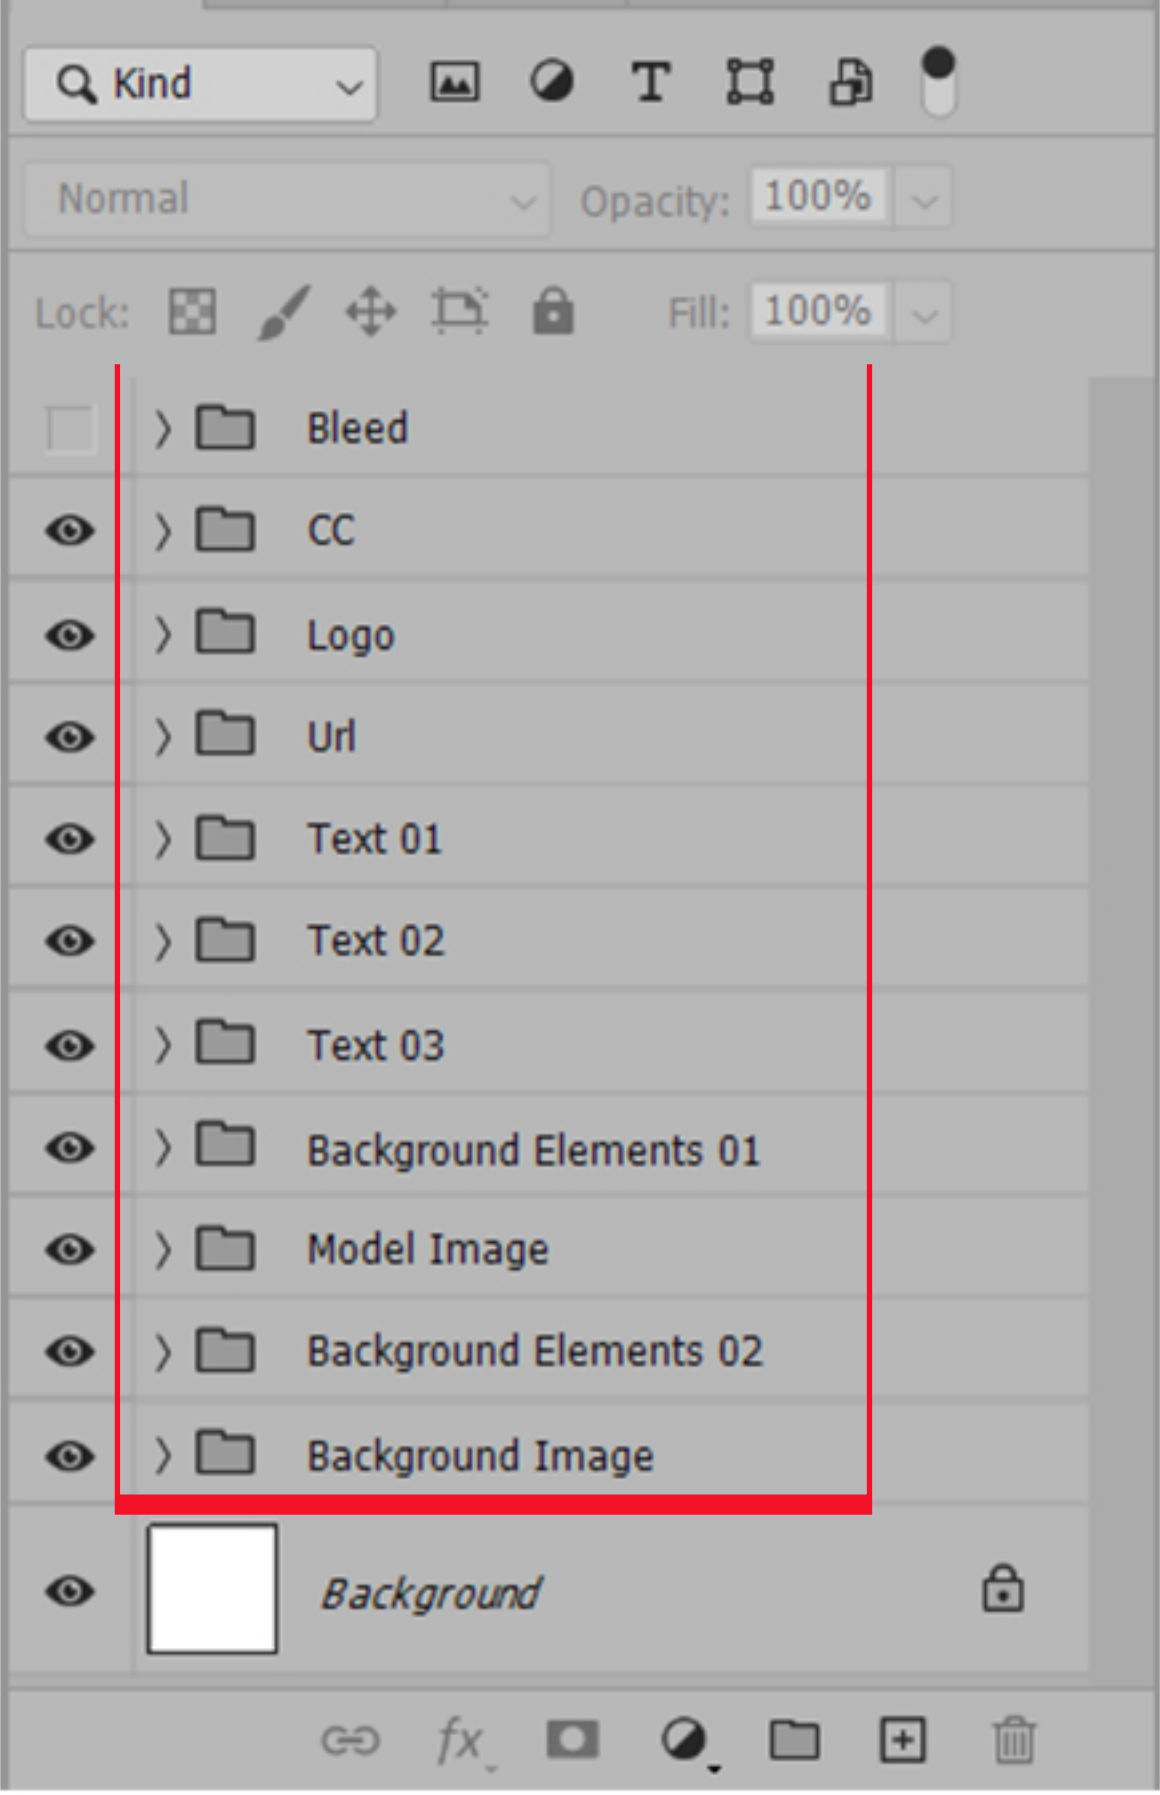 Kind
Normal Opacity: 100%
Lock: Fill: 100%
Bleed
CC
Logo
Url
Text 01
Text 02
Text 03
Background Elements 01
Model Image
Background Elements 02
Background Image
Background
fx